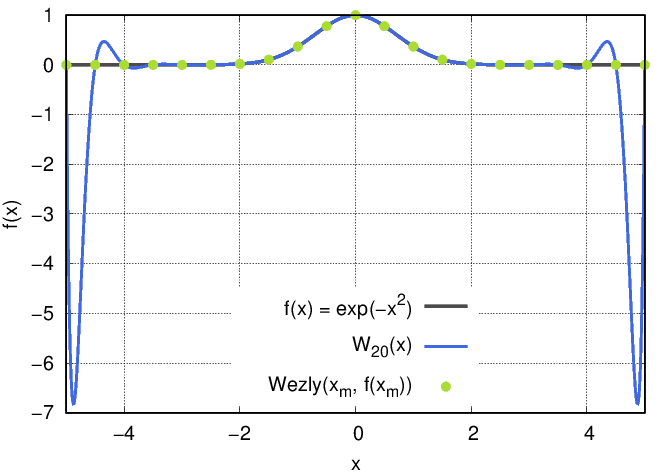 1
0
−1
−2
−3
−4
−5
−6
−7
f(x)
f(x) = exp(−x²)
W₂₀(x)
Wezly(xₘ, f(xₘ))
−4 −2 0 2 4
x